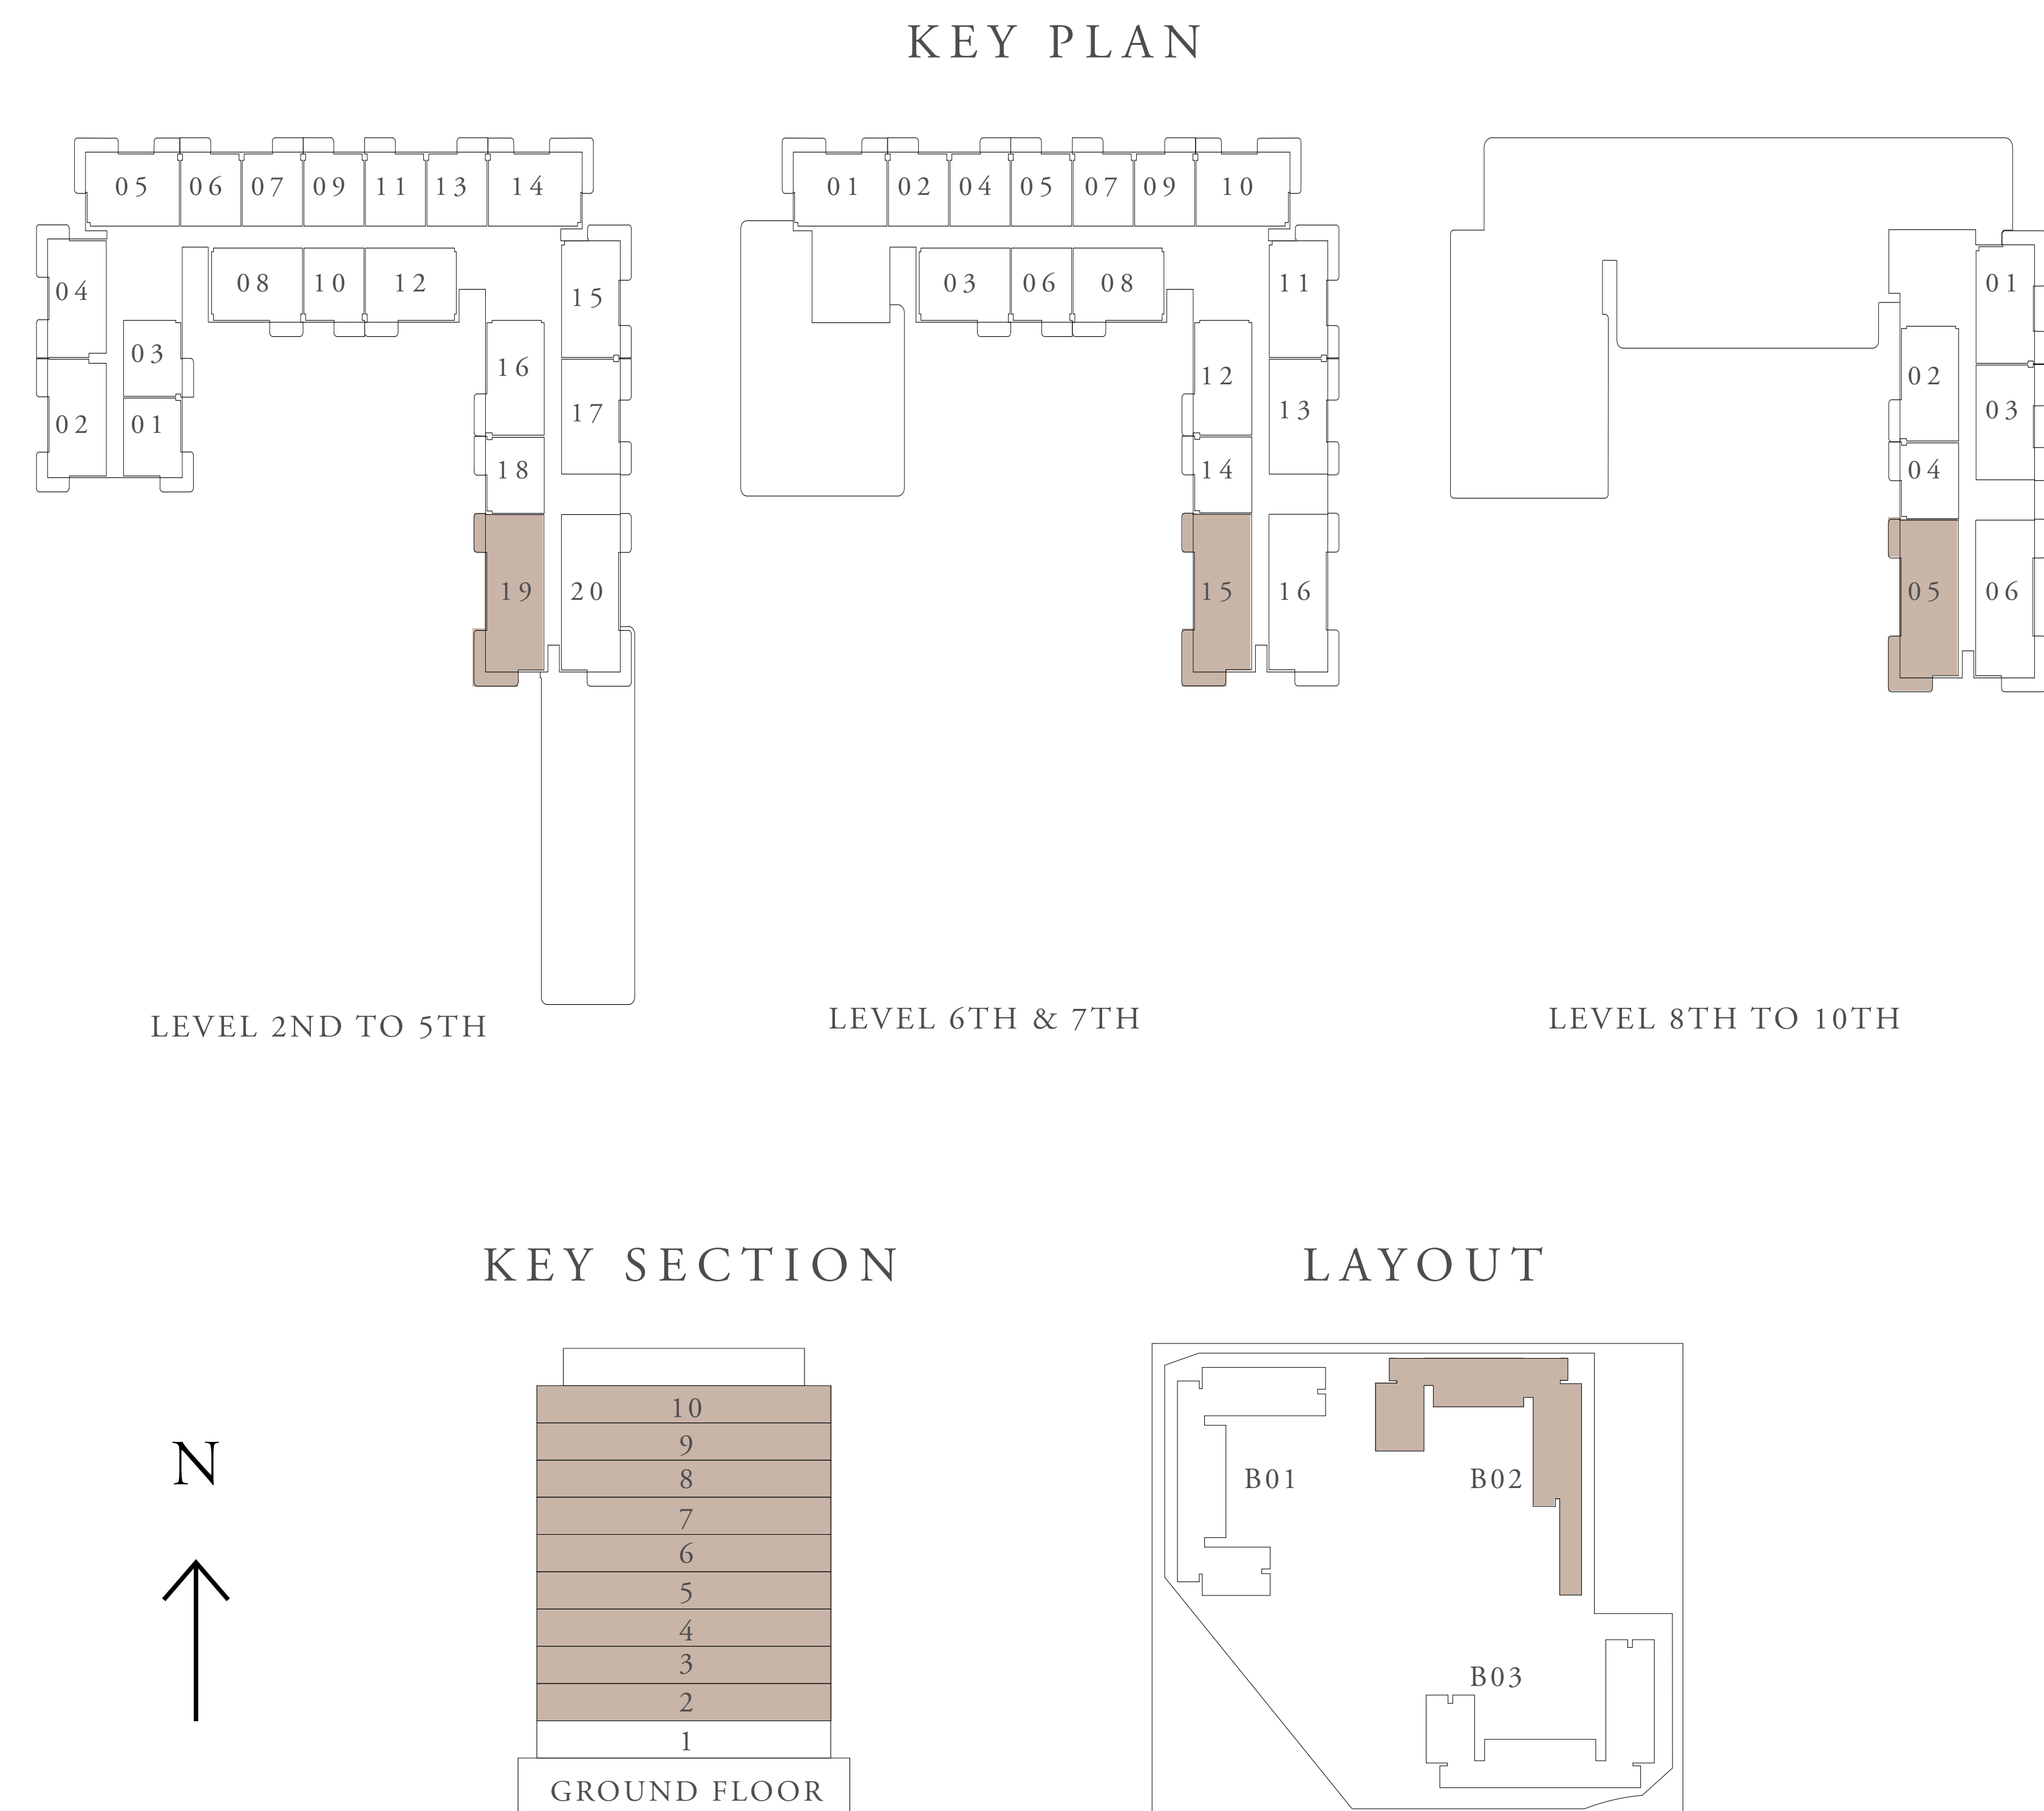 KEY PLAN
05 06 07 09 11 13 14
04
08 10 12
15
03
16
02 01
17
18
19 20
LEVEL 2ND TO 5TH
01 02 04 05 07 09 10
03 06 08
11
12
13
14
15 16
LEVEL 6TH & 7TH
01
02
03
04
05 06
LEVEL 8TH TO 10TH
KEY SECTION
N
10
9
8
7
6
5
4
3
2
1
GROUND FLOOR
LAYOUT
B01
B02
B03